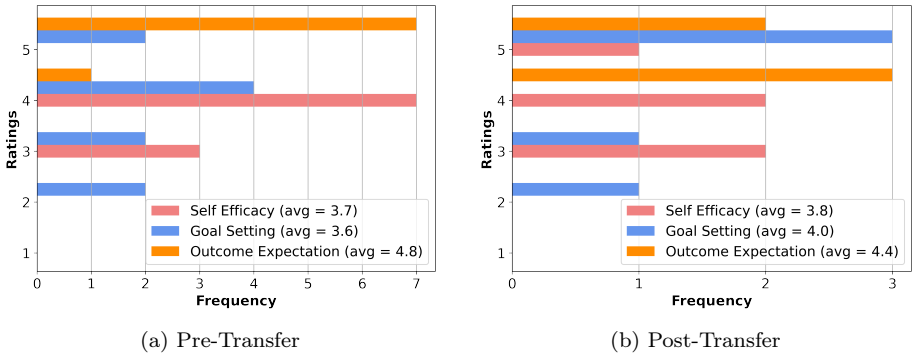 Ratings
5
4
3
2
1
Self Efficacy (avg = 3.7)
Goal Setting (avg = 3.6)
Outcome Expectation (avg = 4.8)
0 1 2 3 4 5 6 7
Frequency
(a) Pre-Transfer
Ratings
5
4
3
2
1
Self Efficacy (avg = 3.8)
Goal Setting (avg = 4.0)
Outcome Expectation (avg = 4.4)
0 1 2 3
Frequency
(b) Post-Transfer